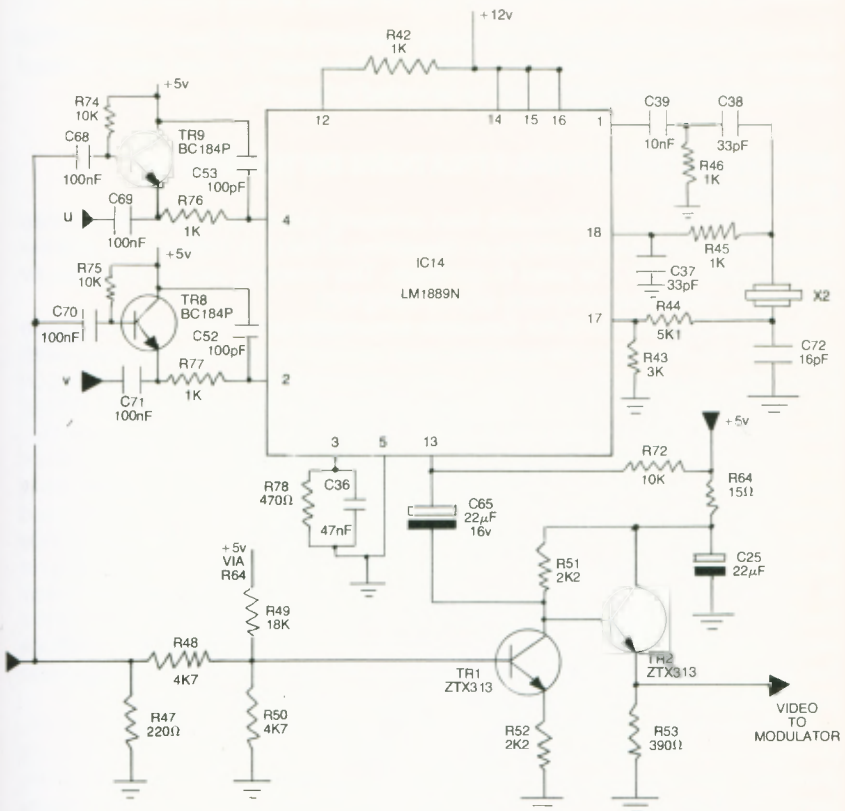 +12v
R42
1K
12
14
15
16
1
+5v
R74
10K
C68
100nF
TR9
BC184P
C53
100pF
C69
100nF
R76
1K
U
4
+5v
R75
10K
TR8
BC184P
C70
100nF
C52
100pF
C71
100nF
R77
1K
v
2
IC14
LM1889N
C39
10nF
C38
33pF
R46
1K
18
R45
1K
C37
33pF
X2
17
R44
5K1
R43
3K
C72
16pF
3
5
13
+5v
R72
10K
R64
15Ω
R78
470Ω
C36
47nF
C65
22µF
16v
R51
2K2
C25
22µF
+5v
VIA
R64
R49
18K
R48
4K7
TR1
ZTX313
TR2
ZTX313
R47
220Ω
R50
4K7
R52
2K2
R53
390Ω
VIDEO
TO
MODULATOR